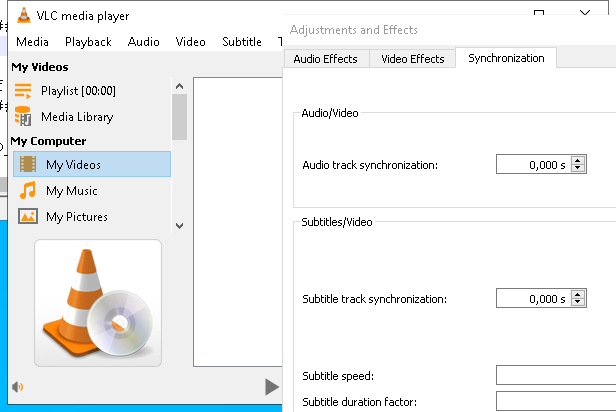 VLC media player
Media Playback Audio Video Subtitle
My Videos
Playlist [00:00]
Media Library
My Computer
My Videos
My Music
My Pictures
Adjustments and Effects
Audio Effects Video Effects Synchronization
Audio/Video
Audio track synchronization: 0,000 s
Subtitles/Video
Subtitle track synchronization: 0,000 s
Subtitle speed:
Subtitle duration factor: